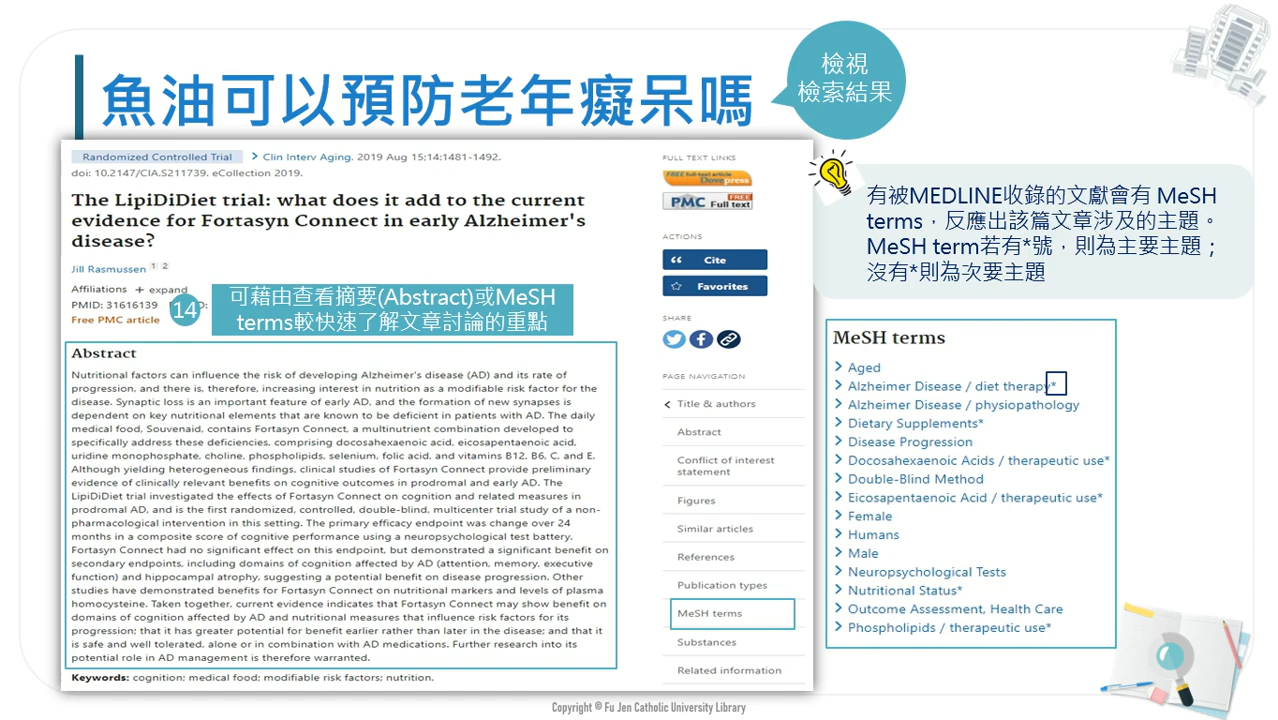 魚油可以預防老年癡呆嗎
檢視
檢索結果
Randomized Controlled Trial > Clin Interv Aging. 2019 Aug 15;14:1481-1492.
doi: 10.2147/CIA.S211739. eCollection 2019.
The LipiDiDiet trial: what does it add to the current
evidence for Fortasyn Connect in early Alzheimer's
disease?
Jill Rasmussen 1 2
Affiliations + expand
PMID: 31616139
Free PMC article
14
可藉由查看摘要(Abstract)或MeSH
terms較快速了解文章討論的重點
Abstract
Nutritional factors can influence the risk of developing Alzheimer's disease (AD) and its rate of
progression, and there is, therefore, increasing interest in nutrition as a modifiable risk factor for the
disease. Synaptic loss is an important feature of early AD, and the formation of new synapses is
dependent on key nutritional elements that are known to be deficient in patients with AD. The daily
medical food, Souvenaid, contains Fortasyn Connect, a multinutrient combination developed to
specifically address these deficiencies, comprising docosahexaenoic acid, eicosapentaenoic acid,
uridine monophosphate, choline, phospholipids, selenium, folic acid, and vitamins B12, B6, C, and E.
Although yielding heterogeneous findings, clinical studies of Fortasyn Connect provide preliminary
evidence of clinically relevant benefits on cognitive outcomes in prodromal and early AD. The
LipiDiDiet trial investigated the effects of Fortasyn Connect on cognition and related measures in
prodromal AD, and is the first randomized, controlled, double-blind, multicenter trial study of a non-
pharmacological intervention in this setting. The primary efficacy endpoint was change over 24
months in a composite score of cognitive performance using a neuropsychological test battery.
Fortasyn Connect had no significant effect on this endpoint, but demonstrated a significant benefit on
secondary endpoints, including domains of cognition affected by AD (attention, memory, executive
function) and hippocampal atrophy, suggesting a potential benefit on disease progression. Other
studies have demonstrated benefits for Fortasyn Connect on nutritional markers and levels of plasma
homocysteine. Taken together, current evidence indicates that Fortasyn Connect may show benefit on
domains of cognition affected by AD and nutritional measures that influence risk factors for its
progression; that it has greater potential for benefit earlier rather than later in the disease; and that it
is safe and well tolerated, alone or in combination with AD medications. Further research into its
potential role in AD management is therefore warranted.
Keywords: cognition; medical food; modifiable risk factors; nutrition.
FULL TEXT LINKS
FREE full-text article
Dovepress
PMC FREE Full text
ACTIONS
Cite
Favorites
SHARE
PAGE NAVIGATION
< Title & authors
Abstract
Conflict of interest
statement
Figures
Similar articles
References
Publication types
MeSH terms
Substances
Related information
有被MEDLINE收錄的文獻會有 MeSH
terms，反應出該篇文章涉及的主題。
MeSH term若有*號，則為主要主題；
沒有*則為次要主題
MeSH terms
> Aged
> Alzheimer Disease / diet therapy*
> Alzheimer Disease / physiopathology
> Dietary Supplements*
> Disease Progression
> Docosahexaenoic Acids / therapeutic use*
> Double-Blind Method
> Eicosapentaenoic Acid / therapeutic use*
> Female
> Humans
> Male
> Neuropsychological Tests
> Nutritional Status*
> Outcome Assessment, Health Care
> Phospholipids / therapeutic use*
Copyright © Fu Jen Catholic University Library